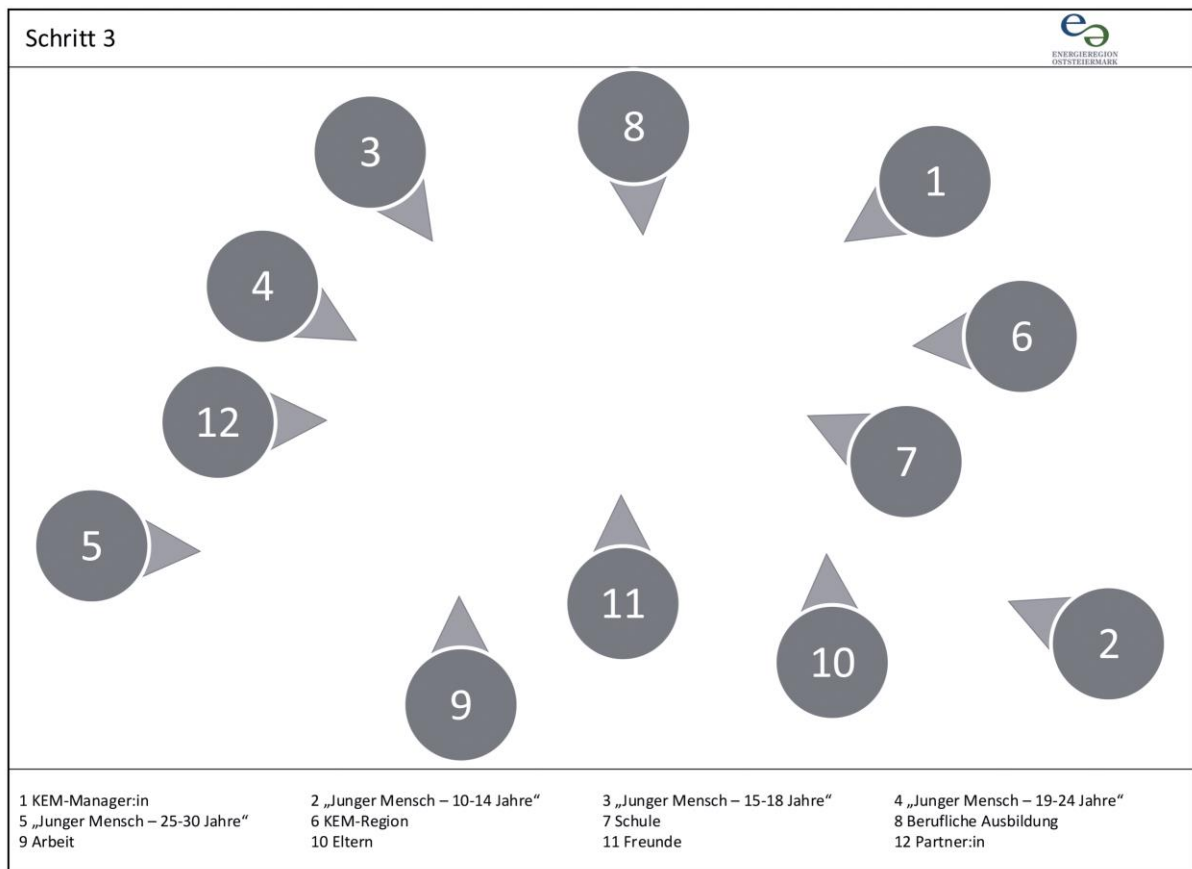 Schritt 3
ENERGIEREGION
OSTSTEIERMARK
8
3
1
4
6
12
7
5
11
10
2
9
1 KEM-Manager:in 2 „Junger Mensch – 10-14 Jahre“ 3 „Junger Mensch – 15-18 Jahre“ 4 „Junger Mensch – 19-24 Jahre“
5 „Junger Mensch – 25-30 Jahre“ 6 KEM-Region 7 Schule 8 Berufliche Ausbildung
9 Arbeit 10 Eltern 11 Freunde 12 Partner:in